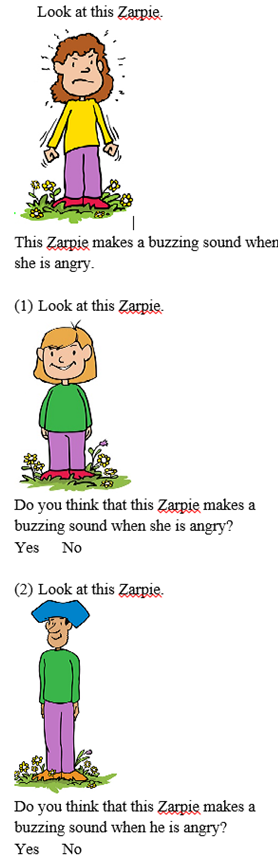 Look at this Zarpie.
This Zarpie makes a buzzing sound when
she is angry.
(1) Look at this Zarpie.
Do you think that this Zarpie makes a
buzzing sound when she is angry?
Yes No
(2) Look at this Zarpie.
Do you think that this Zarpie makes a
buzzing sound when he is angry?
Yes No